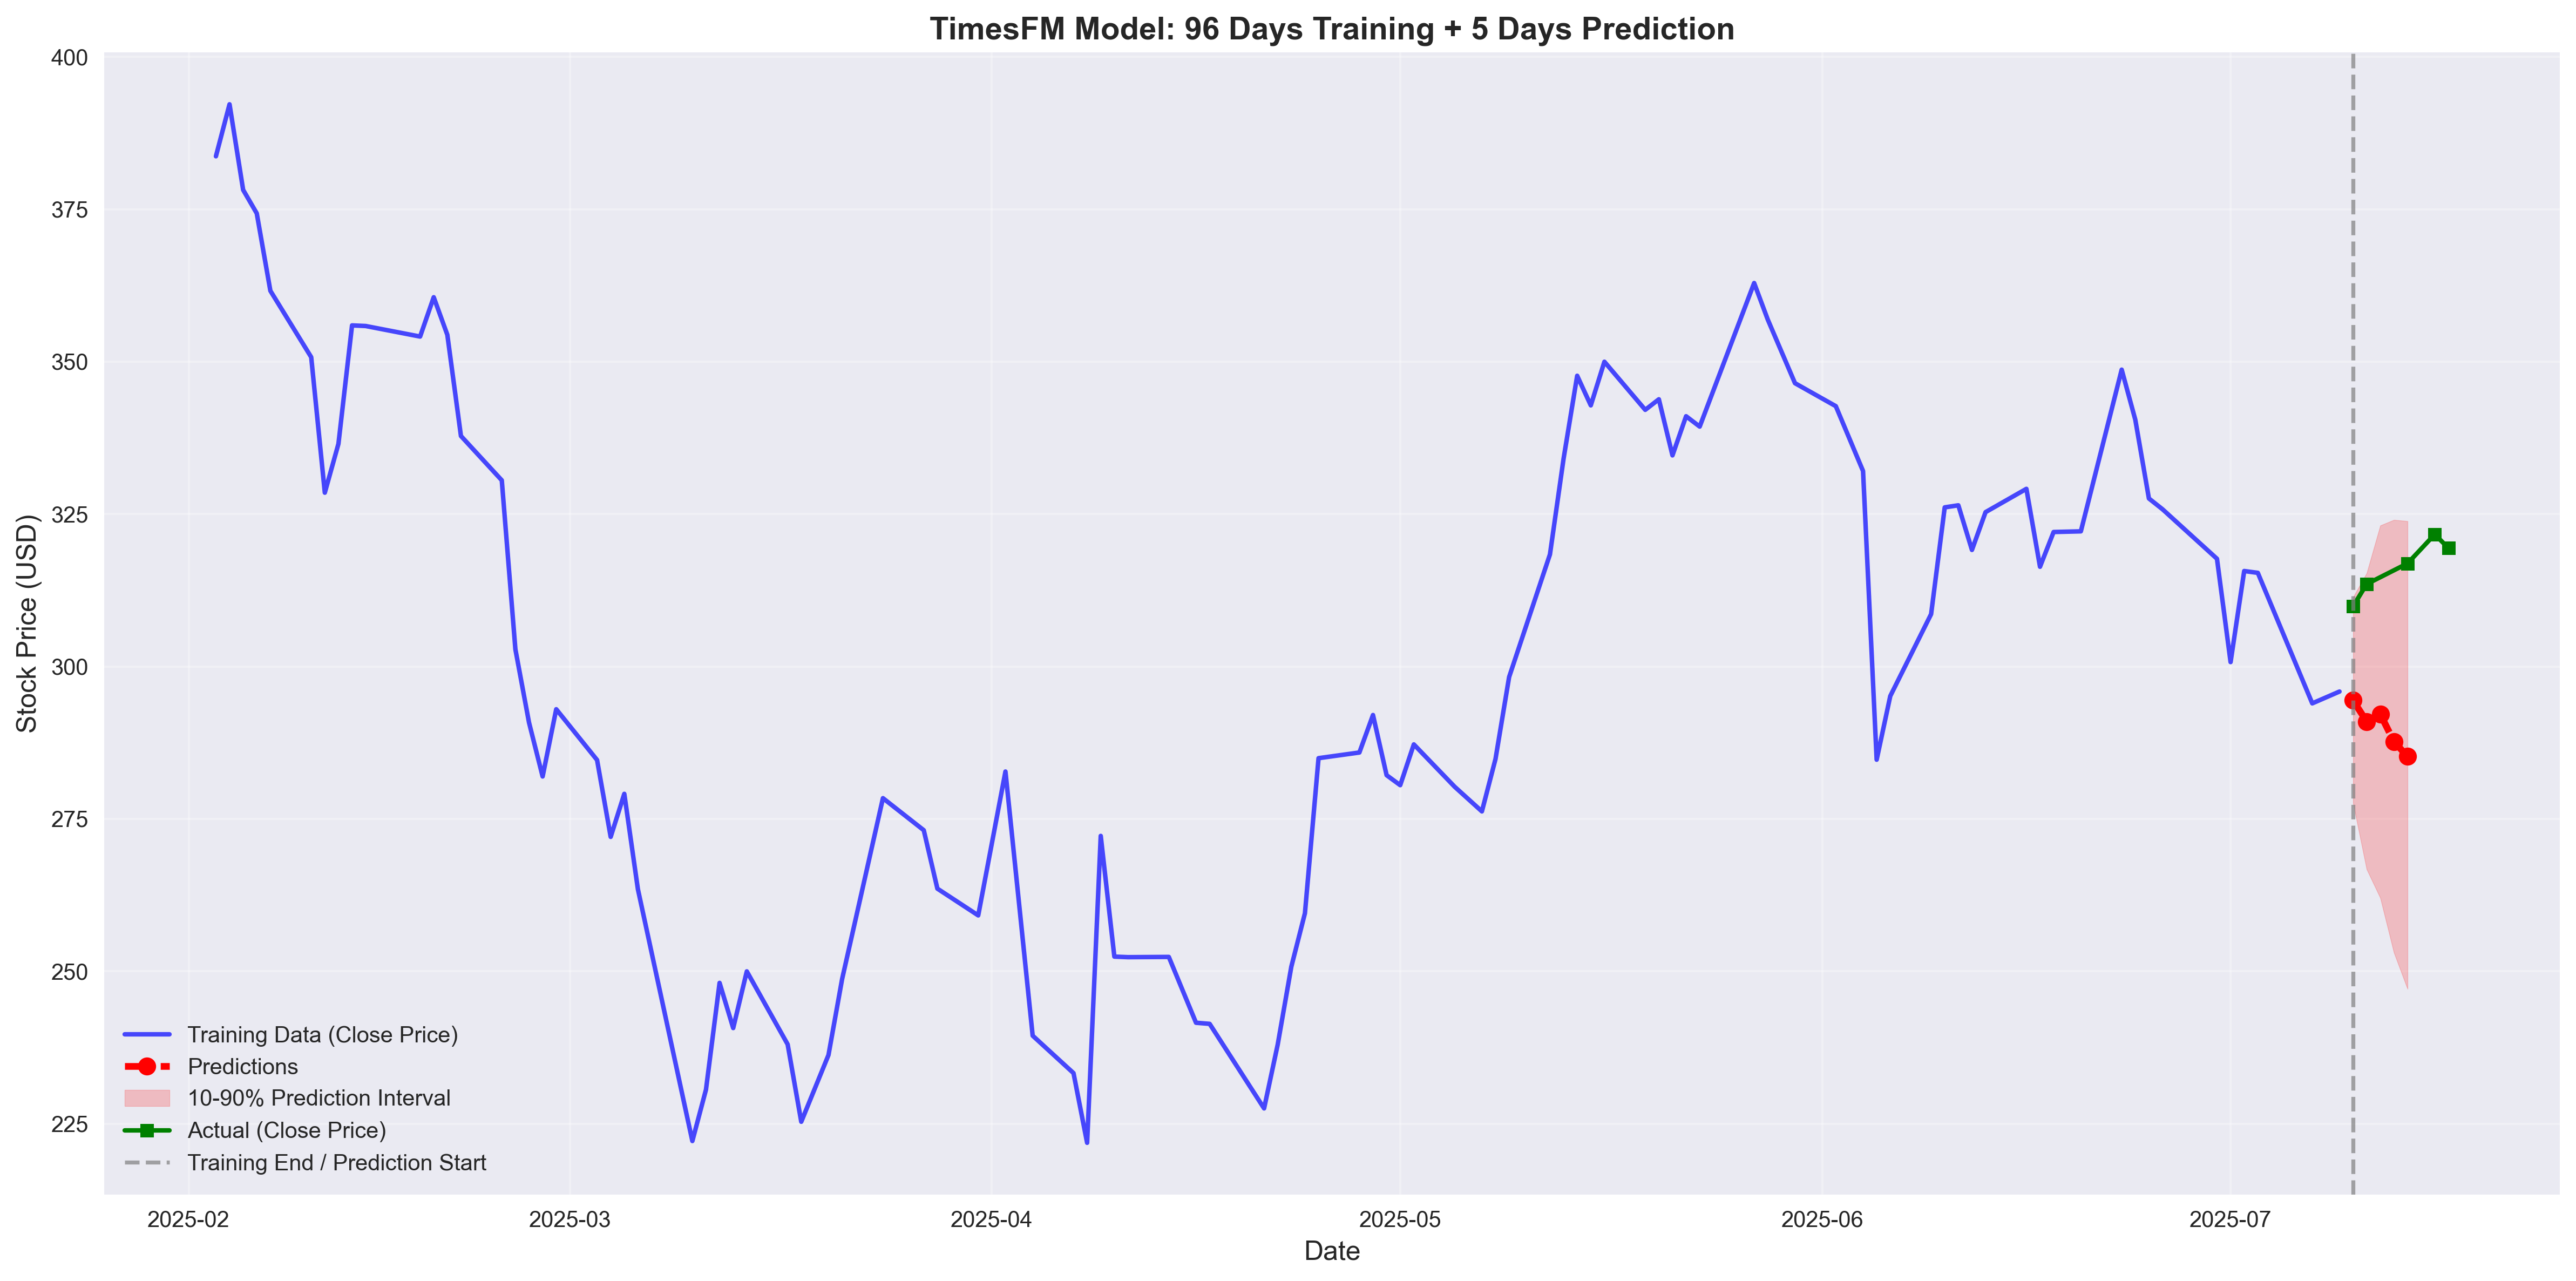 TimesFM Model: 96 Days Training + 5 Days Prediction
400
375
350
325
300
275
250
225
Stock Price (USD)
Training Data (Close Price)
Predictions
10-90% Prediction Interval
Actual (Close Price)
Training End / Prediction Start
2025-02
2025-03
2025-04
2025-05
2025-06
2025-07
Date